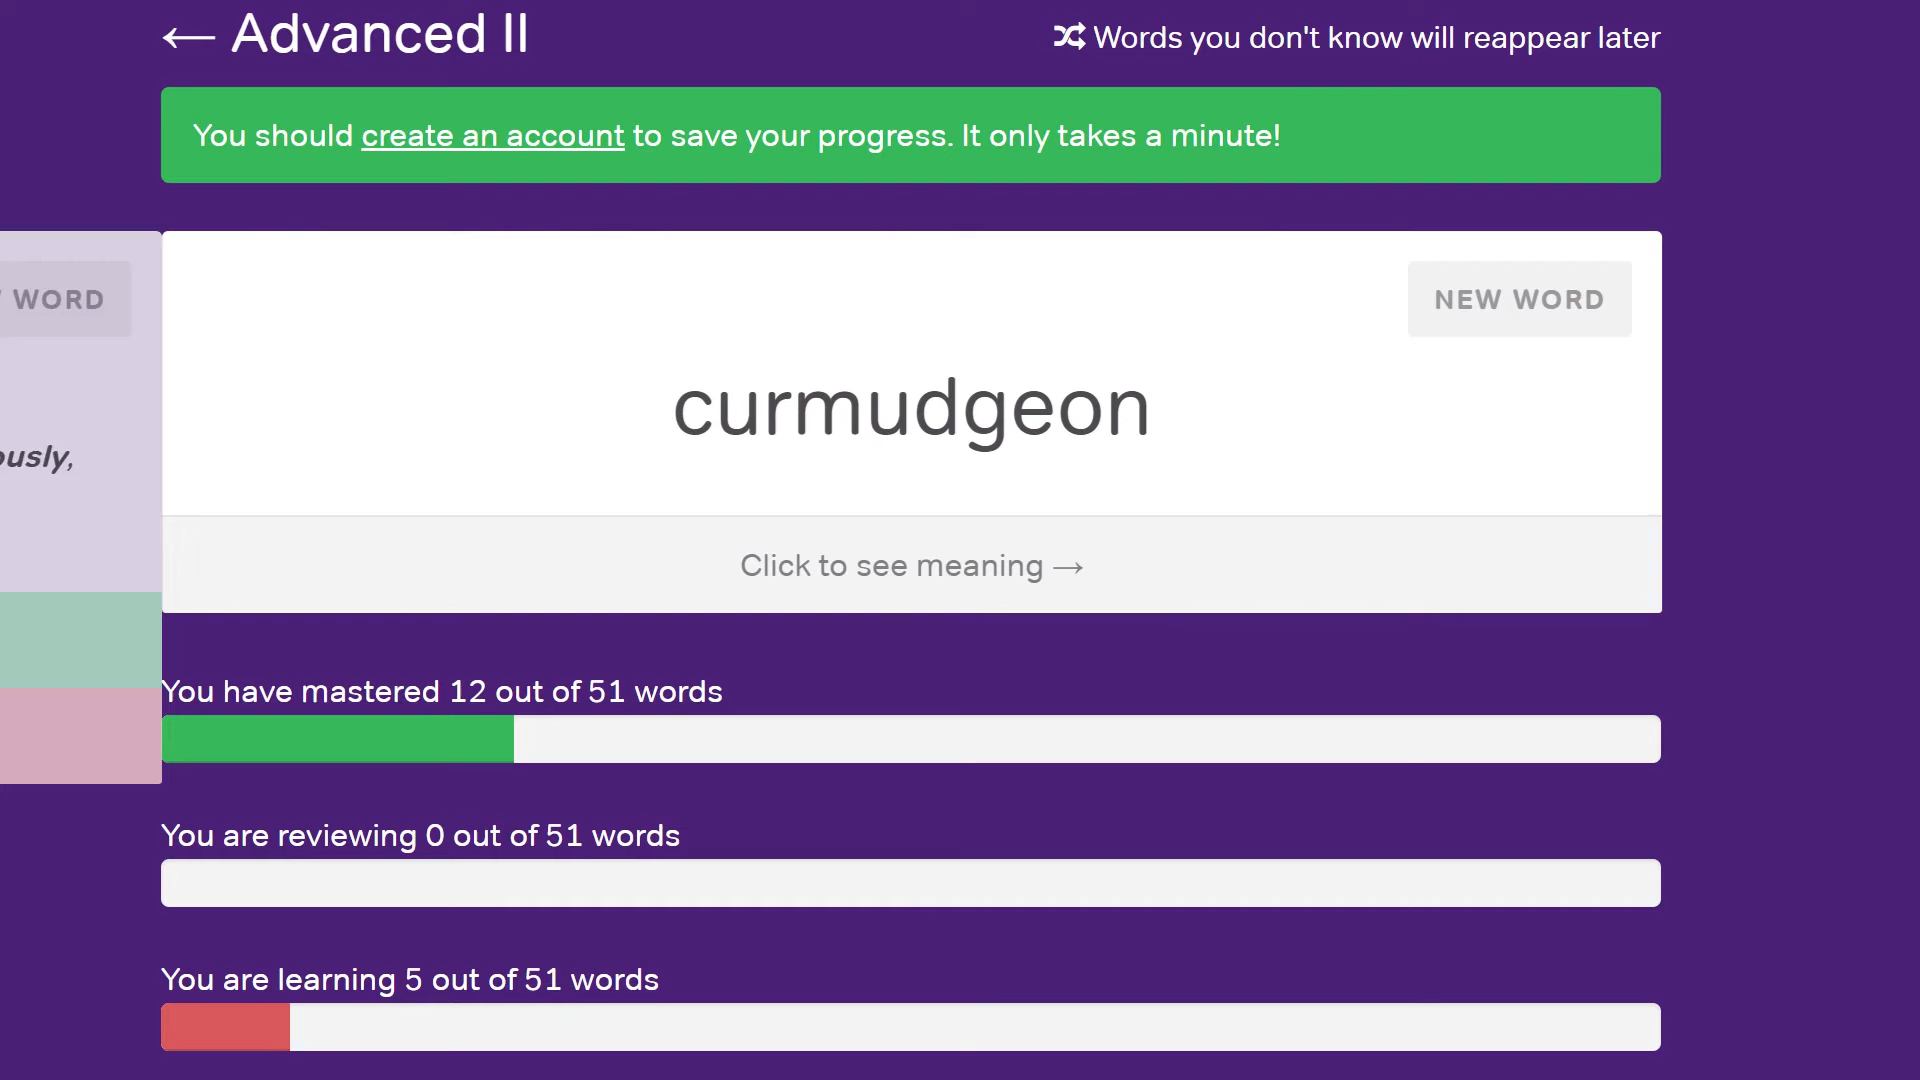 ← Advanced II
Words you don't know will reappear later
You should create an account to save your progress. It only takes a minute!
WORD
NEW WORD
curmudgeon
ously,
Click to see meaning →
You have mastered 12 out of 51 words
You are reviewing 0 out of 51 words
You are learning 5 out of 51 words